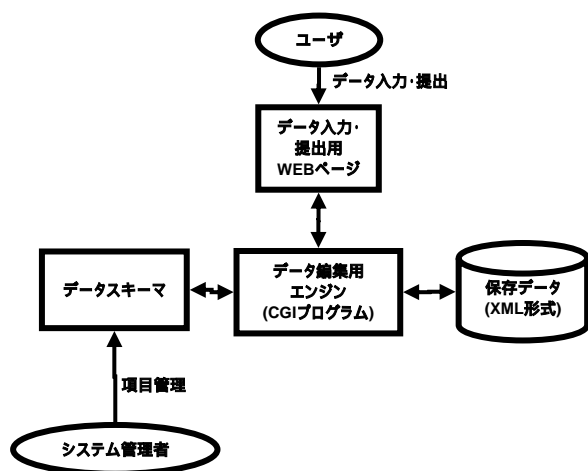 ユーザ
データ入力・提出
データ入力・
提出用
WEBページ
データスキーマ
データ編集用
エンジン
(CGIプログラム)
保存データ
(XML形式)
項目管理
システム管理者